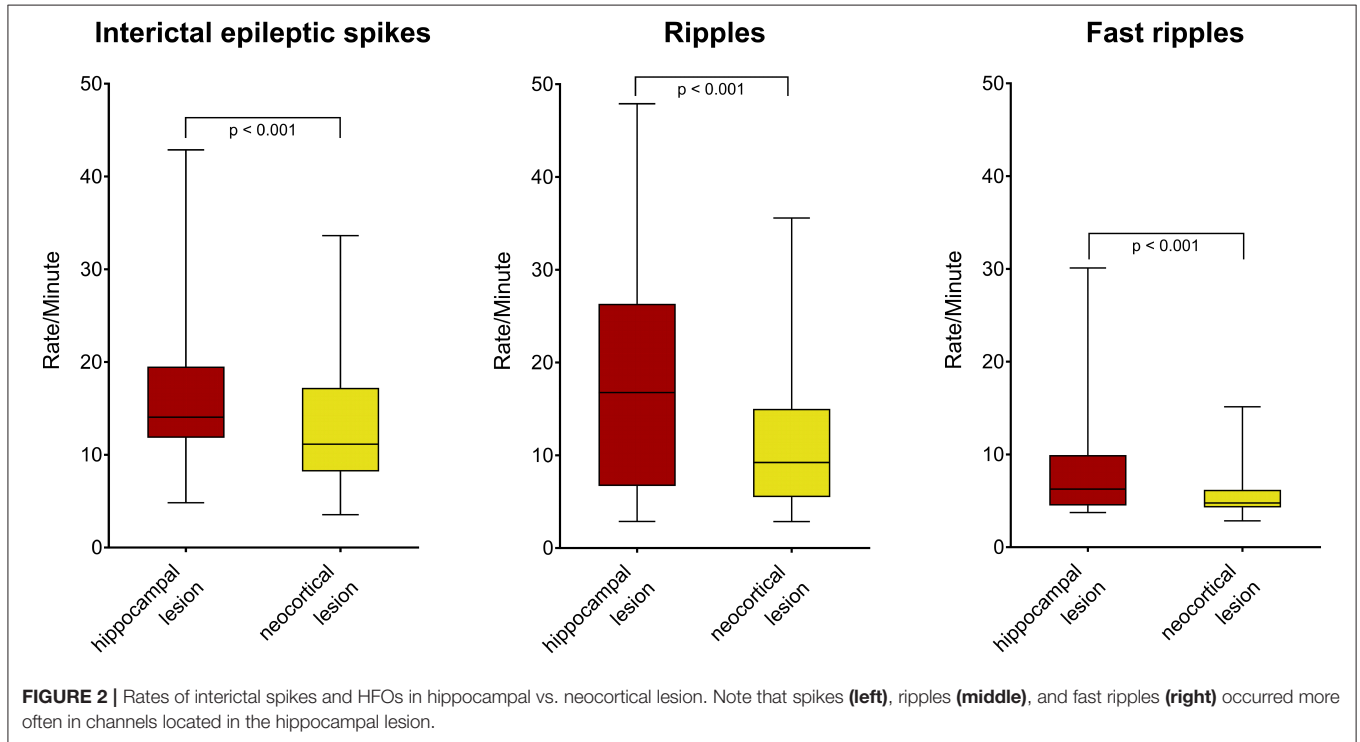 Interictal epileptic spikes
50
40
30
20
10
0
Rate/Minute
p < 0.001
hippocampal
lesion
neocortical
lesion
Ripples
50
40
30
20
10
0
Rate/Minute
p < 0.001
hippocampal
lesion
neocortical
lesion
Fast ripples
50
40
30
20
10
0
Rate/Minute
p < 0.001
hippocampal
lesion
neocortical
lesion
FIGURE 2 | Rates of interictal spikes and HFOs in hippocampal vs. neocortical lesion. Note that spikes (left), ripples (middle), and fast ripples (right) occurred more
often in channels located in the hippocampal lesion.